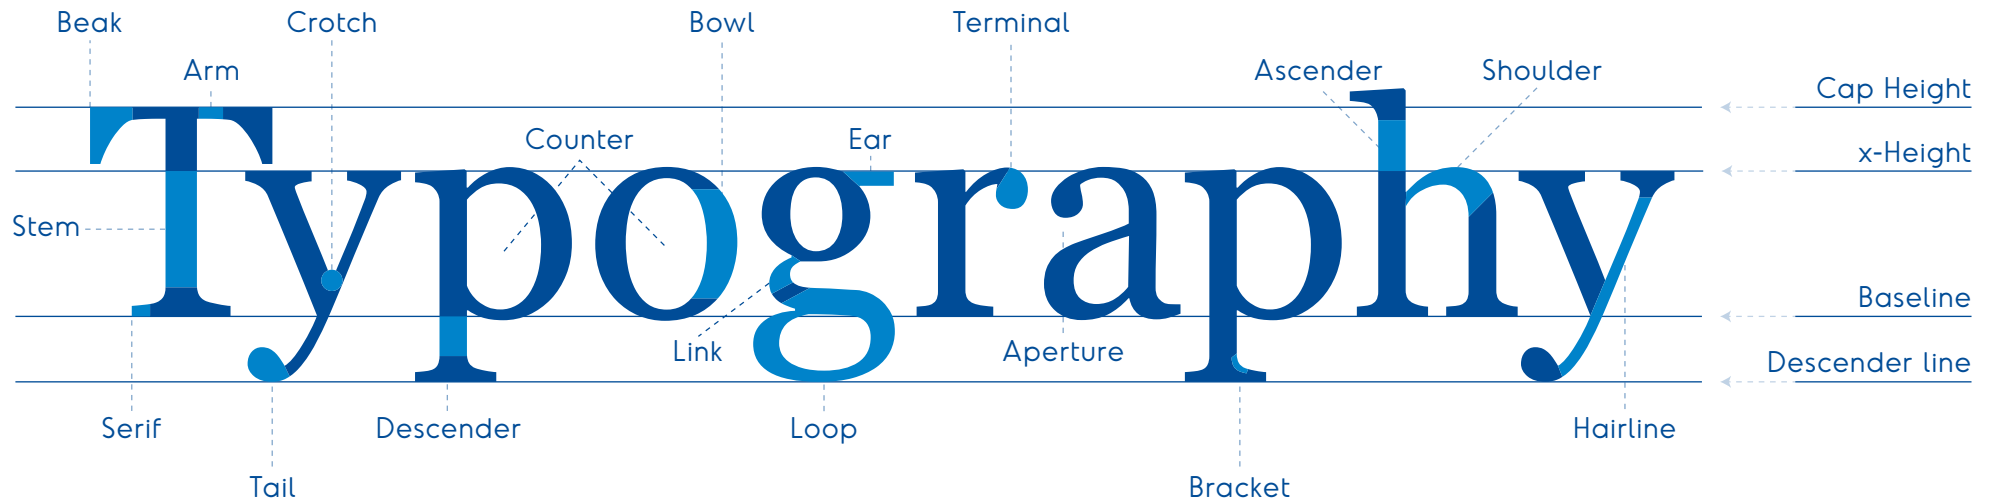 Beak
Crotch
Bowl
Terminal
Arm
Ascender
Shoulder
Cap Height
Counter
Ear
x-Height
Typography
Stem
Baseline
Link
Aperture
Descender line
Serif
Descender
Loop
Hairline
Tail
Bracket